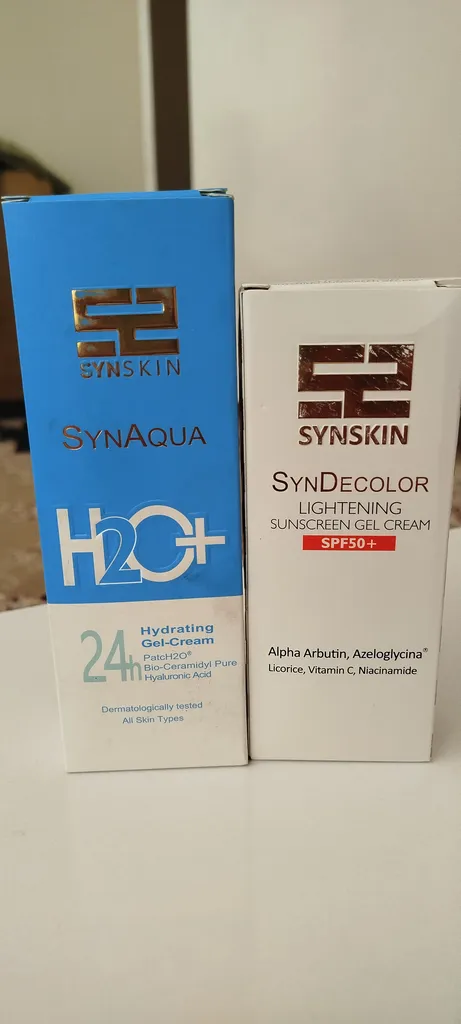 SYNSKIN
SYNAQUA
H2O+
24h
Hydrating
Gel-Cream
PatcH2O®
Bio-Ceramidyl Pure
Hyaluronic Acid
Dermatologically tested
All Skin Types
SYNSKIN
SYNDECOLOR
LIGHTENING
SUNSCREEN GEL CREAM
SPF50+
Alpha Arbutin, Azeloglycina®
Licorice, Vitamin C, Niacinamide